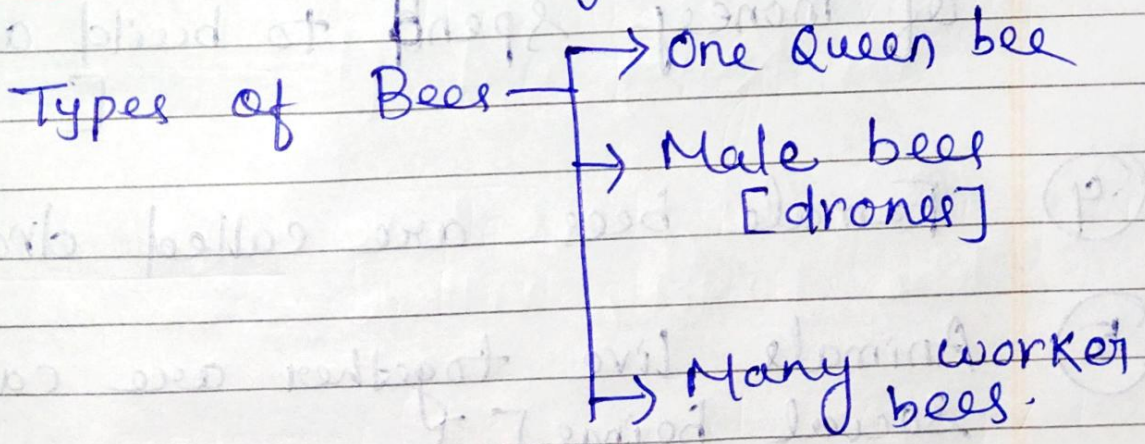 Types of Bees
→ One Queen bee
→ Male bees
[drones]
→ Many worker
bees.